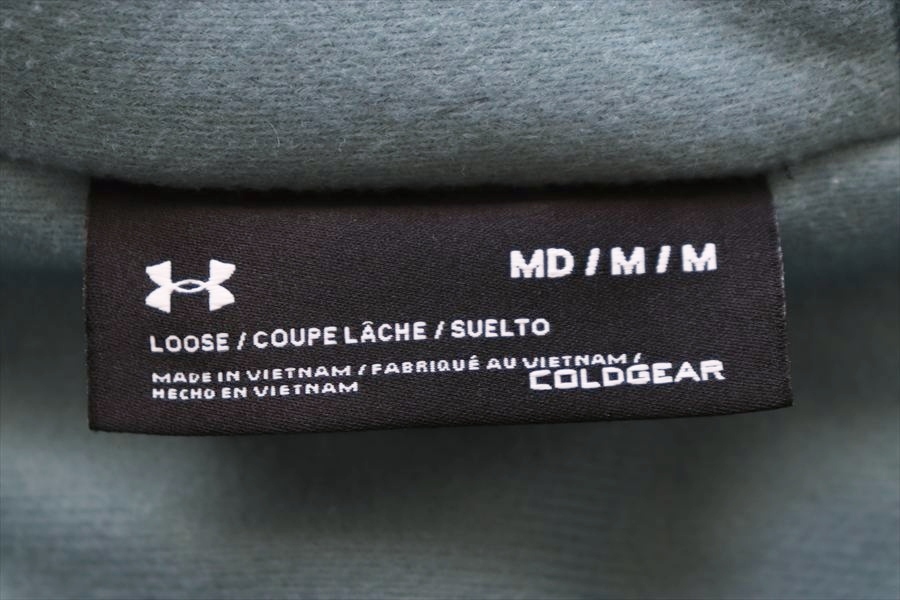 MD / M / M
LOOSE / COUPE LÂCHE / SUELTO
MADE IN VIETNAM / FABRIQUÉ AU VIETNAM /
HECHO EN VIETNAM
COLDGEAR